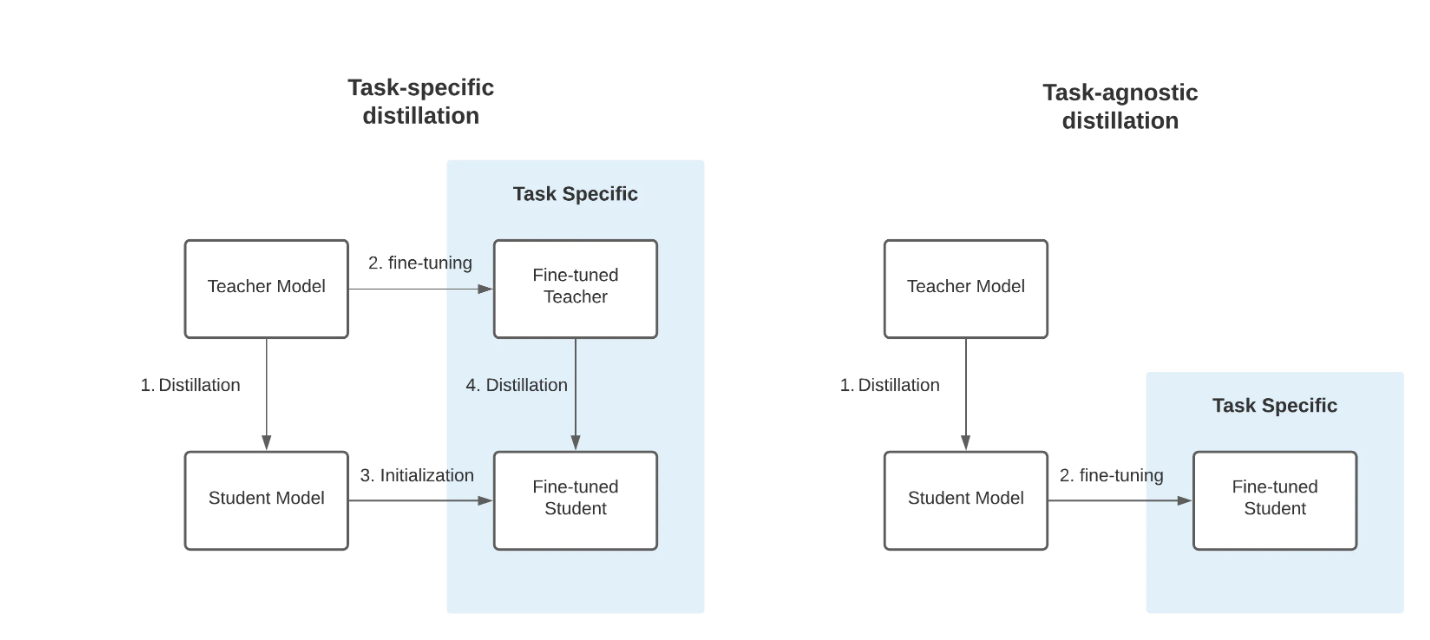 Task-specific
distillation
Task Specific
Teacher Model
2. fine-tuning
Fine-tuned
Teacher
1. Distillation
4. Distillation
Student Model
3. Initialization
Fine-tuned
Student
Task-agnostic
distillation
Teacher Model
1. Distillation
Task Specific
Student Model
2. fine-tuning
Fine-tuned
Student